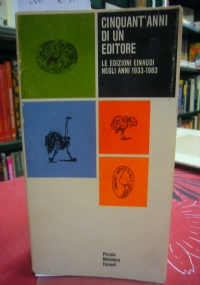 CINQUANT'ANNI
DI UN
EDITORE
LE EDIZIONI EINAUDI
NEGLI ANNI 1933-1983
Piccola
Biblioteca
Einaudi